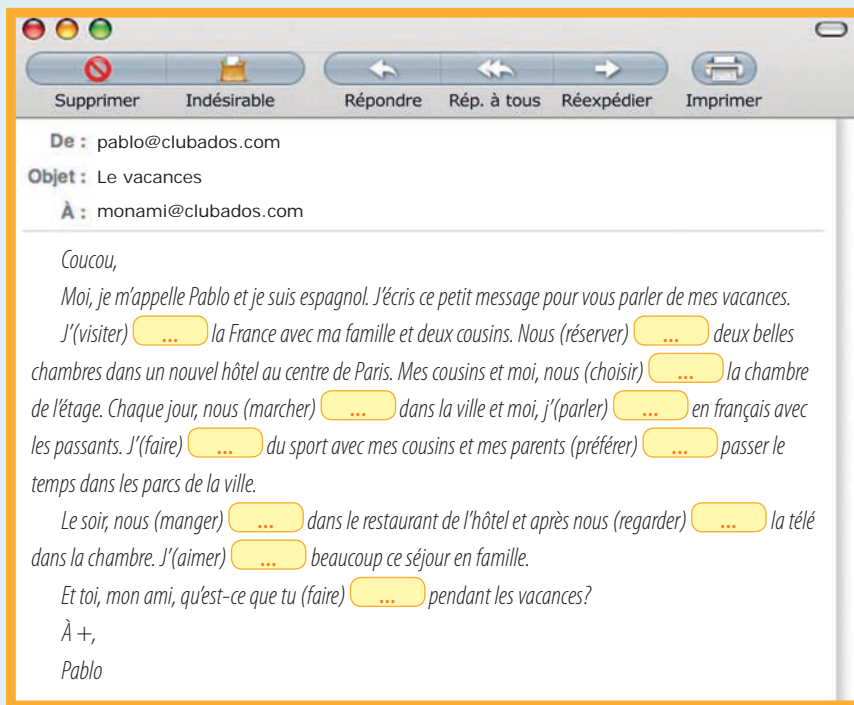 Supprimer Indésirable Répondre Rép. à tous Réexpédier Imprimer
De : pablo@clubados.com
Objet : Le vacances
À : monami@clubados.com
Coucou,
Moi, je m'appelle Pablo et je suis espagnol. J'écris ce petit message pour vous parler de mes vacances.
J'(visiter) ... la France avec ma famille et deux cousins. Nous (réserver) ... deux belles
chambres dans un nouvel hôtel au centre de Paris. Mes cousins et moi, nous (choisir) ... la chambre
de l'étage. Chaque jour, nous (marcher) ... dans la ville et moi, j'(parler) ... en français avec
les passants. J'(faire) ... du sport avec mes cousins et mes parents (préférer) ... passer le
temps dans les parcs de la ville.
Le soir, nous (manger) ... dans le restaurant de l'hôtel et après nous (regarder) ... la télé
dans la chambre. J'(aimer) ... beaucoup ce séjour en famille.
Et toi, mon ami, qu'est-ce que tu (faire) ... pendant les vacances?
À +,
Pablo